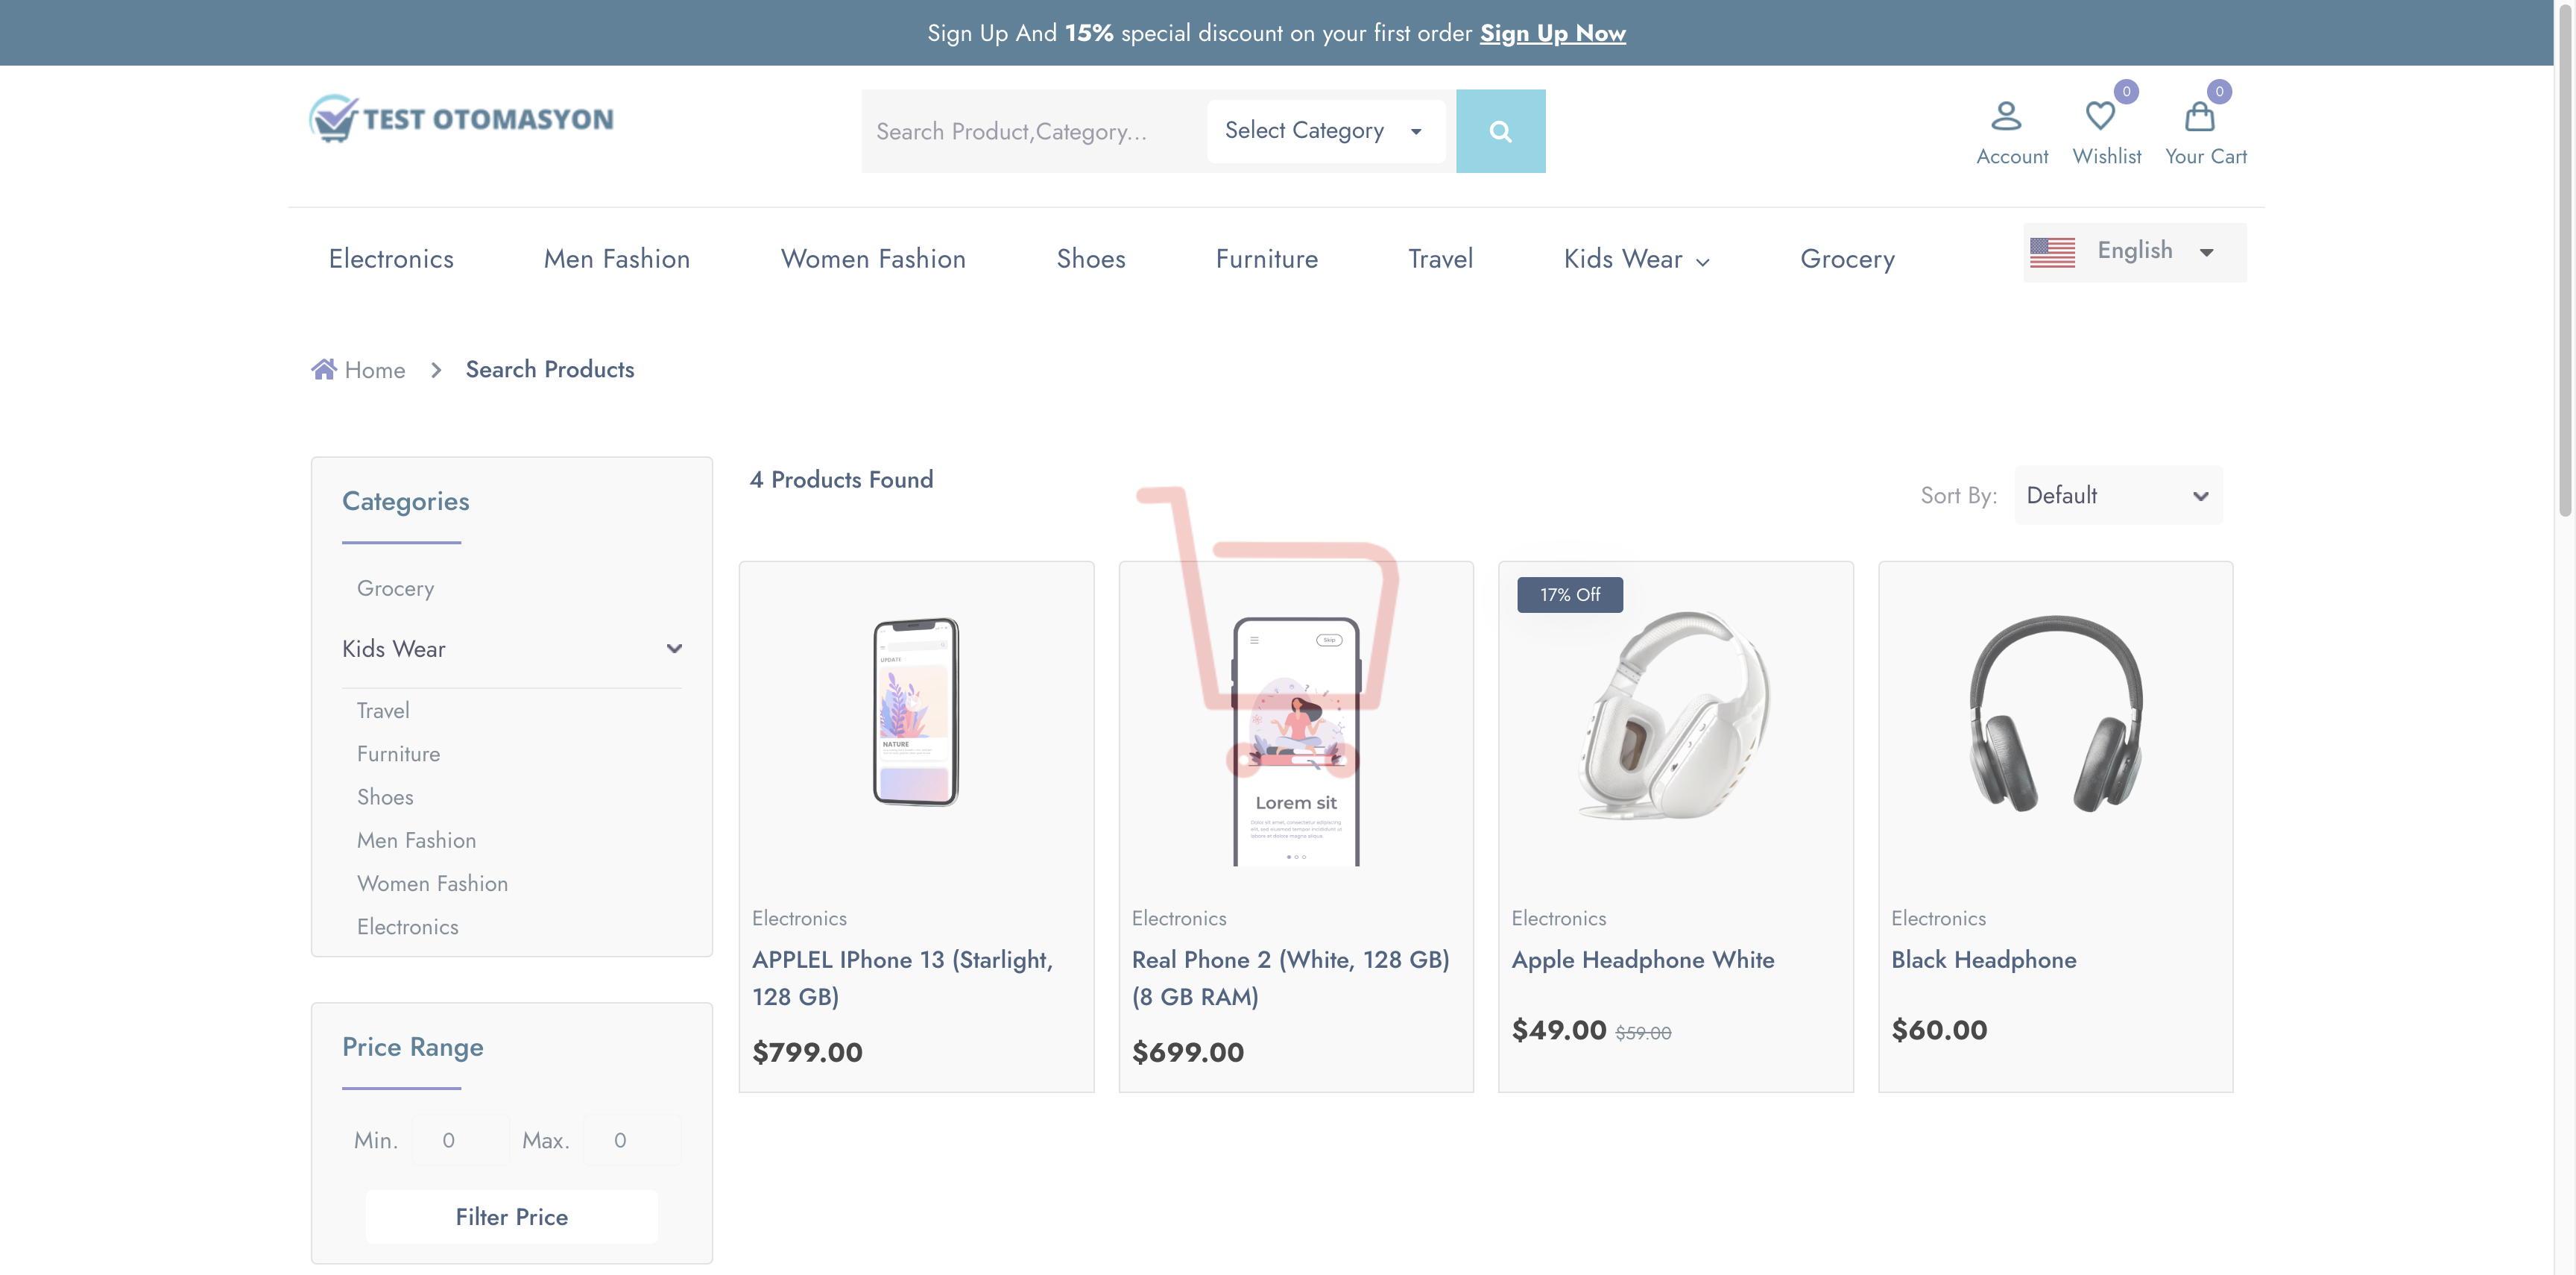 Sign Up And 15% special discount on your first order Sign Up Now
TEST OTOMASYON
Search Product,Category...
Select Category
0
0
Account
Wishlist
Your Cart
Electronics
Men Fashion
Women Fashion
Shoes
Furniture
Travel
Kids Wear
Grocery
English
Home
Search Products
Categories
Grocery
Kids Wear
Travel
Furniture
Shoes
Men Fashion
Women Fashion
Electronics
Price Range
Min.
0
Max.
0
Filter Price
4 Products Found
Sort By:
Default
UPDATE
NATURE
Electronics
APPLEL IPhone 13 (Starlight,
128 GB)
$799.00
Skip
Lorem sit
Electronics
Real Phone 2 (White, 128 GB)
(8 GB RAM)
$699.00
17% Off
Electronics
Apple Headphone White
$49.00 $59.00
Electronics
Black Headphone
$60.00